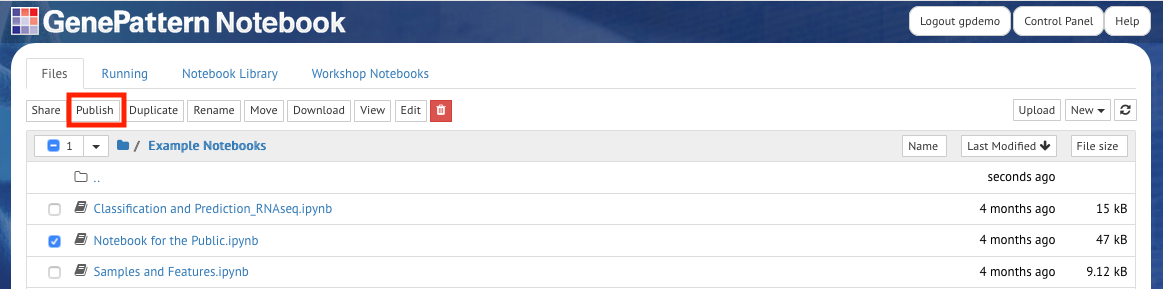 GenePattern Notebook
Logout gpdemo Control Panel Help
Files Running Notebook Library Workshop Notebooks
Share Publish Duplicate Rename Move Download View Edit Upload New
1 / Example Notebooks Name Last Modified File size
.. seconds ago
Classification and Prediction_RNAseq.ipynb 4 months ago 15 kB
Notebook for the Public.ipynb 4 months ago 47 kB
Samples and Features.ipynb 4 months ago 9.12 kB